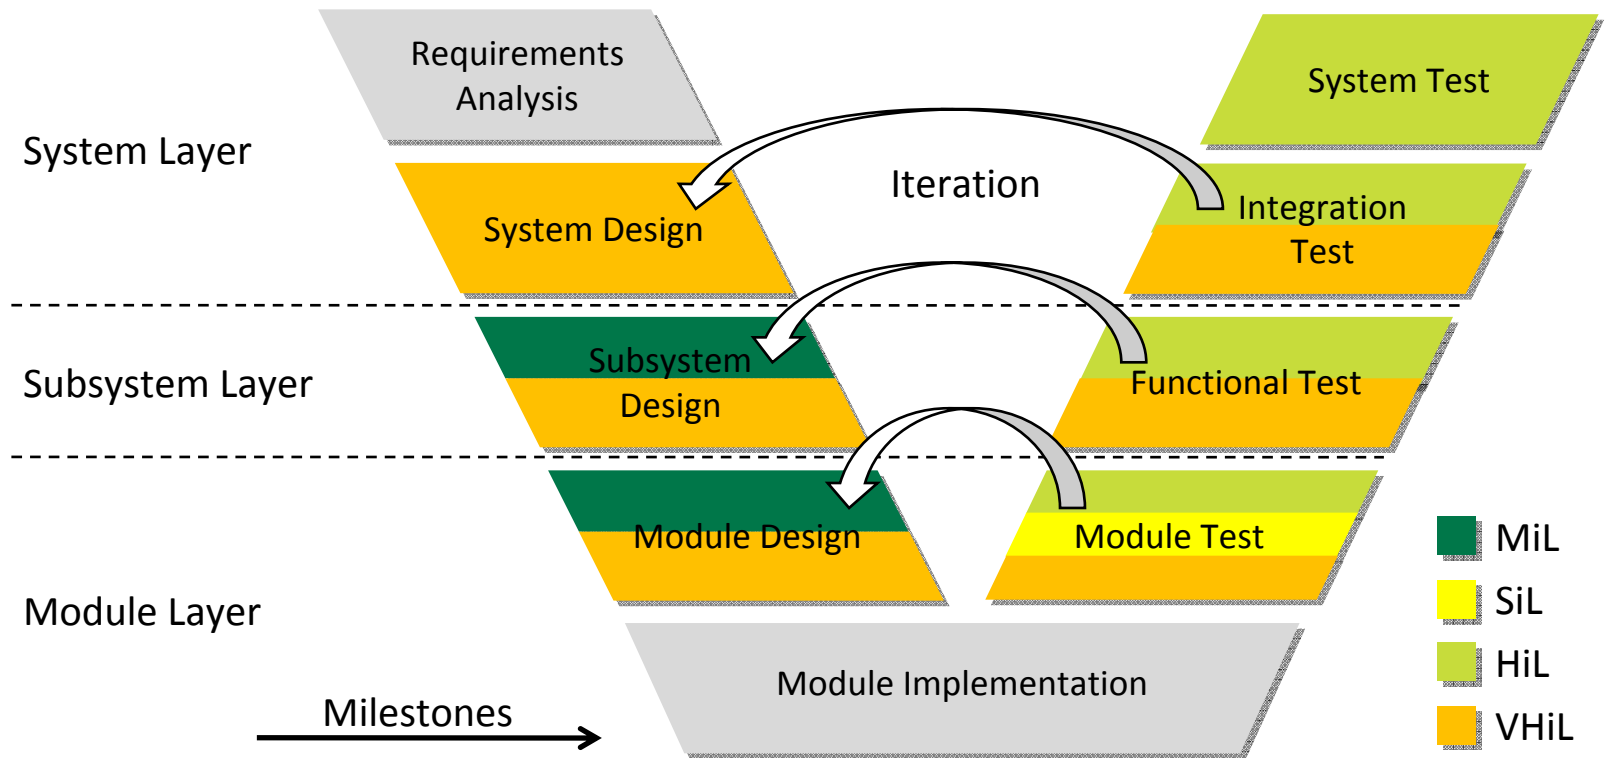 Requirements
Analysis
System Test
System Layer
Iteration
System Design
Integration
Test
Subsystem Layer
Subsystem
Design
Functional Test
Module Design
Module Test
Module Layer
Module Implementation
Milestones
MiL
SiL
HiL
VHiL